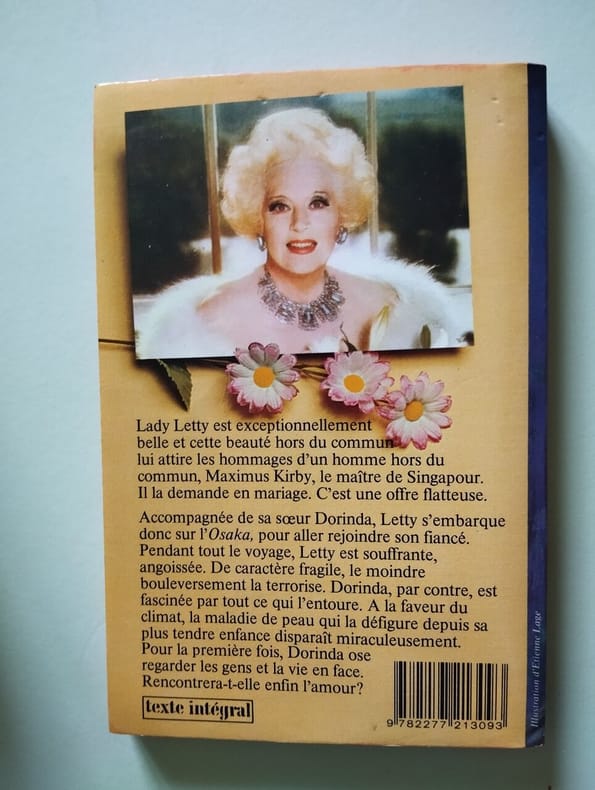 Lady Letty est exceptionnellement
belle et cette beauté hors du commun
lui attire les hommages d'un homme hors du
commun, Maximus Kirby, le maître de Singapour.
Il la demande en mariage. C'est une offre flatteuse.
Accompagnée de sa sœur Dorinda, Letty s'embarque
donc sur l'Osaka, pour aller rejoindre son fiancé.
Pendant tout le voyage, Letty est souffrante,
angoissée. De caractère fragile, le moindre
bouleversement la terrorise. Dorinda, par contre, est
fascinée par tout ce qui l'entoure. A la faveur du
climat, la maladie de peau qui la défigure depuis sa
plus tendre enfance disparaît miraculeusement.
Pour la première fois, Dorinda ose
regarder les gens et la vie en face.
Rencontrera-t-elle enfin l'amour?
texte intégral
9 782277 213093
Illustration d'Etienne Lage